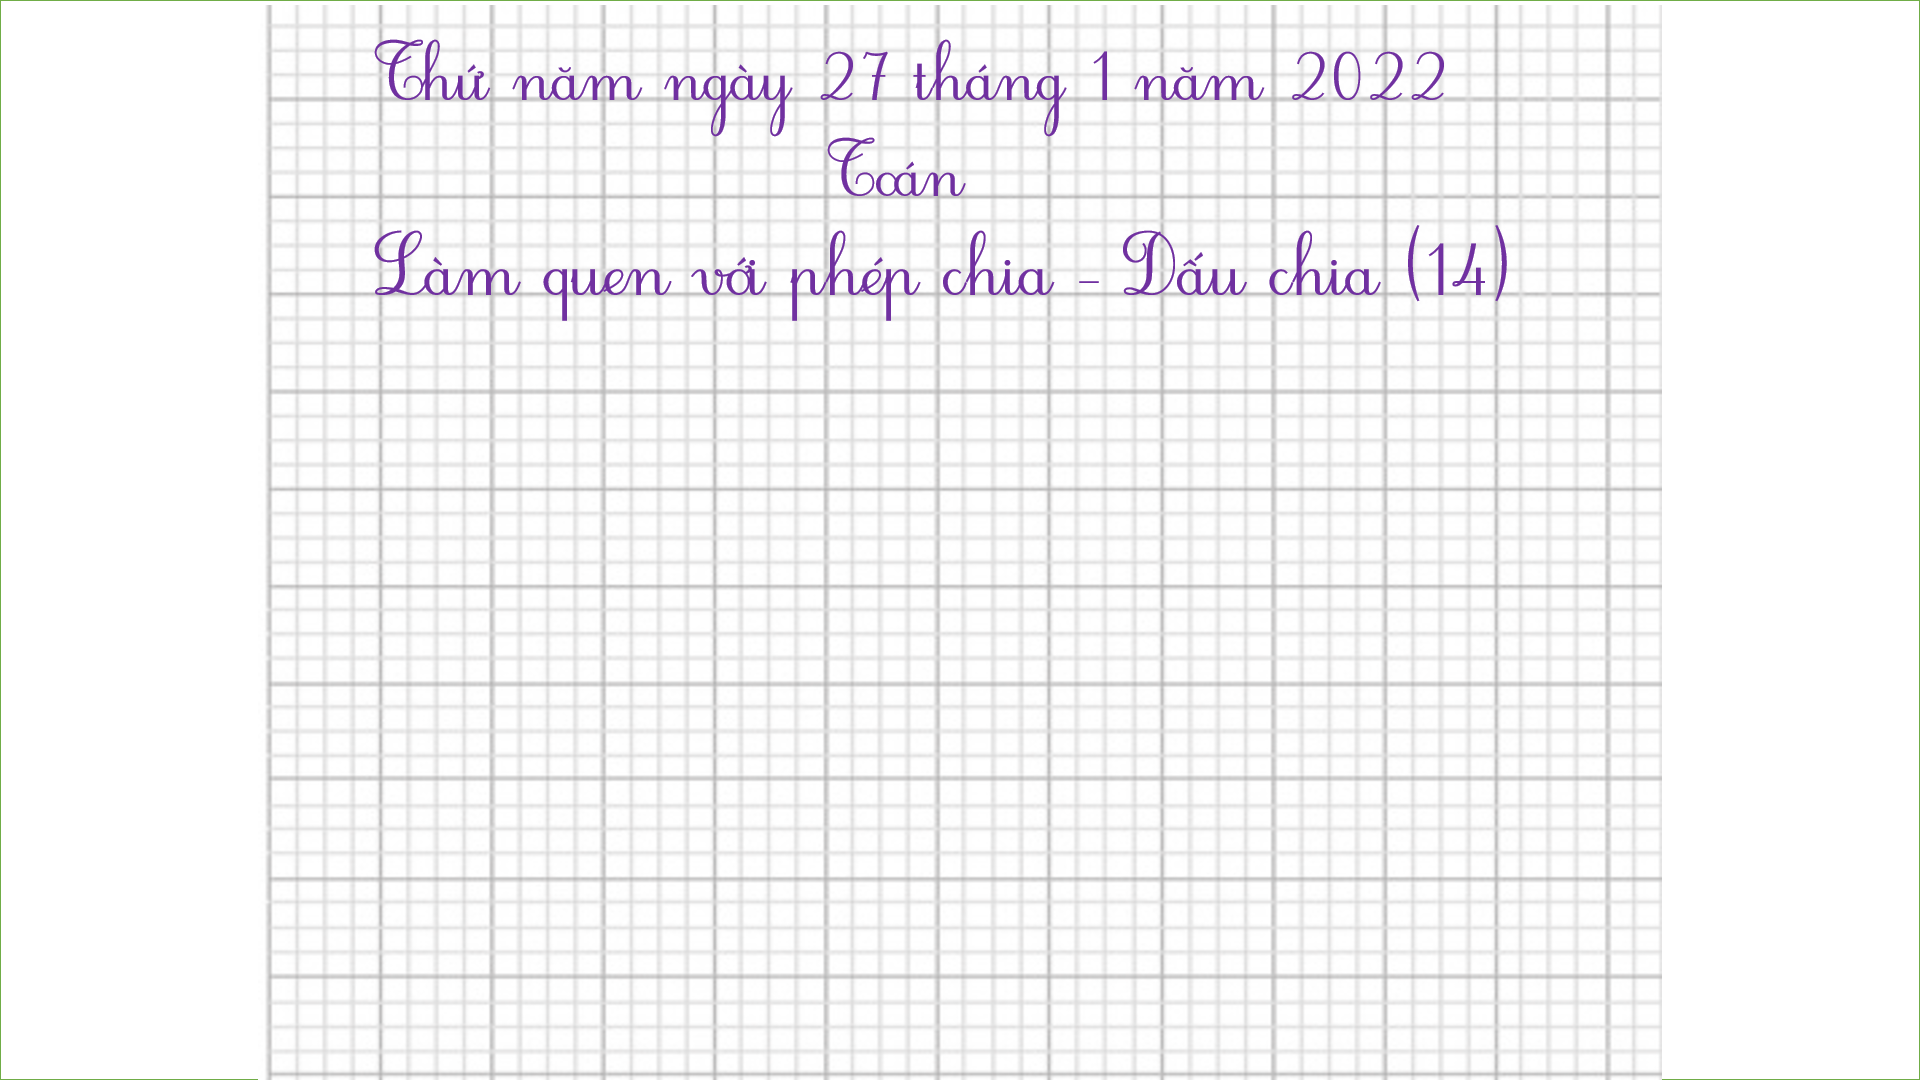 Thứ năm ngày 27 tháng 1 năm 2022
Toán
Làm quen với phép chia - Dấu chia (14)